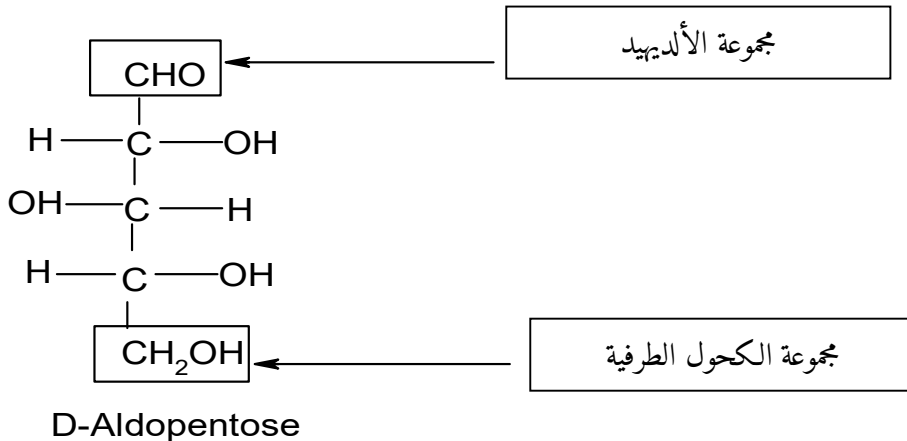 مجموعة الألديهيد
CHO
H C OH
OH C H
H C OH
CH₂OH
مجموعة الكحول الطرفية
D-Aldopentose